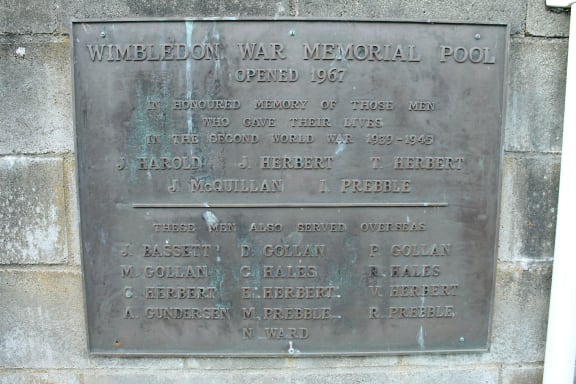 WIMBLEDON WAR MEMORIAL POOL
OPENED 1967
IN HONOURED MEMORY OF THOSE MEN
WHO GAVE THEIR LIVES
IN THE SECOND WORLD WAR 1939-1945
J. HAROLD J. HERBERT T. HERBERT
J. McQUILLAN I. PREBBLE
THESE MEN ALSO SERVED OVERSEAS
J. BASSETT D. GOLLAN P. GOLLAN
M. GOLLAN G. HALES R. HALES
C. HERBERT E. HERBERT V. HERBERT
A. GUNDERSEN M. PREBBLE R. PREBBLE
N. WARD